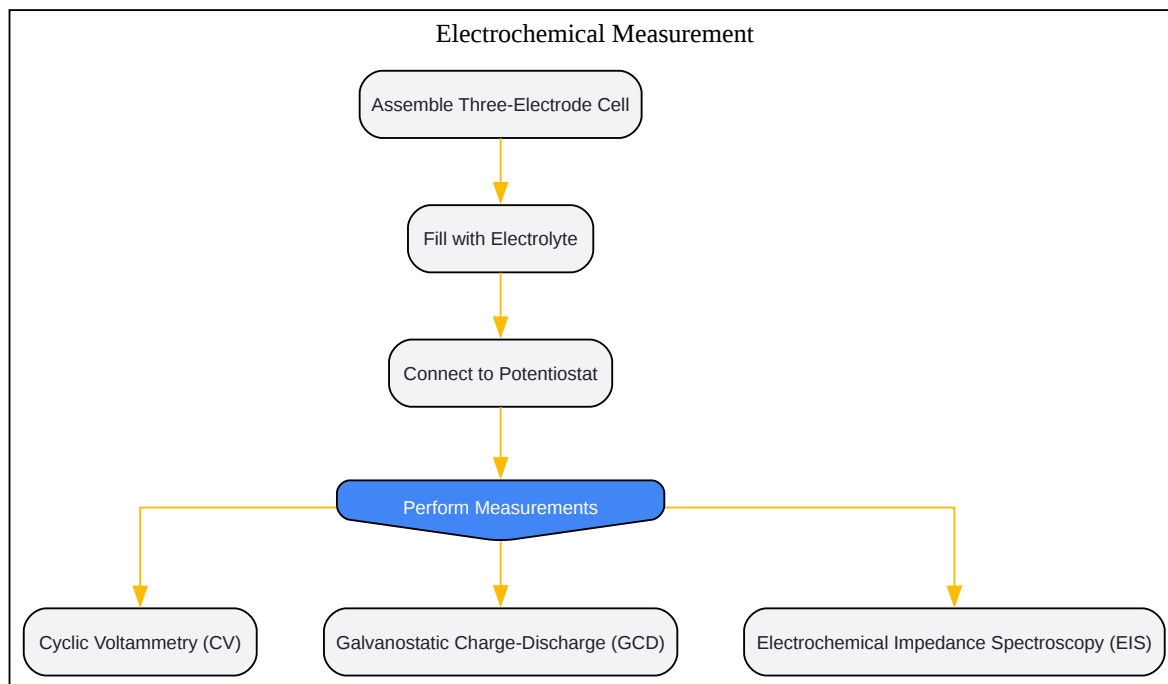 Electrochemical Measurement
Assemble Three-Electrode Cell
Fill with Electrolyte
Connect to Potentiostat
Perform Measurements
Cyclic Voltammetry (CV)
Galvanostatic Charge-Discharge (GCD)
Electrochemical Impedance Spectroscopy (EIS)